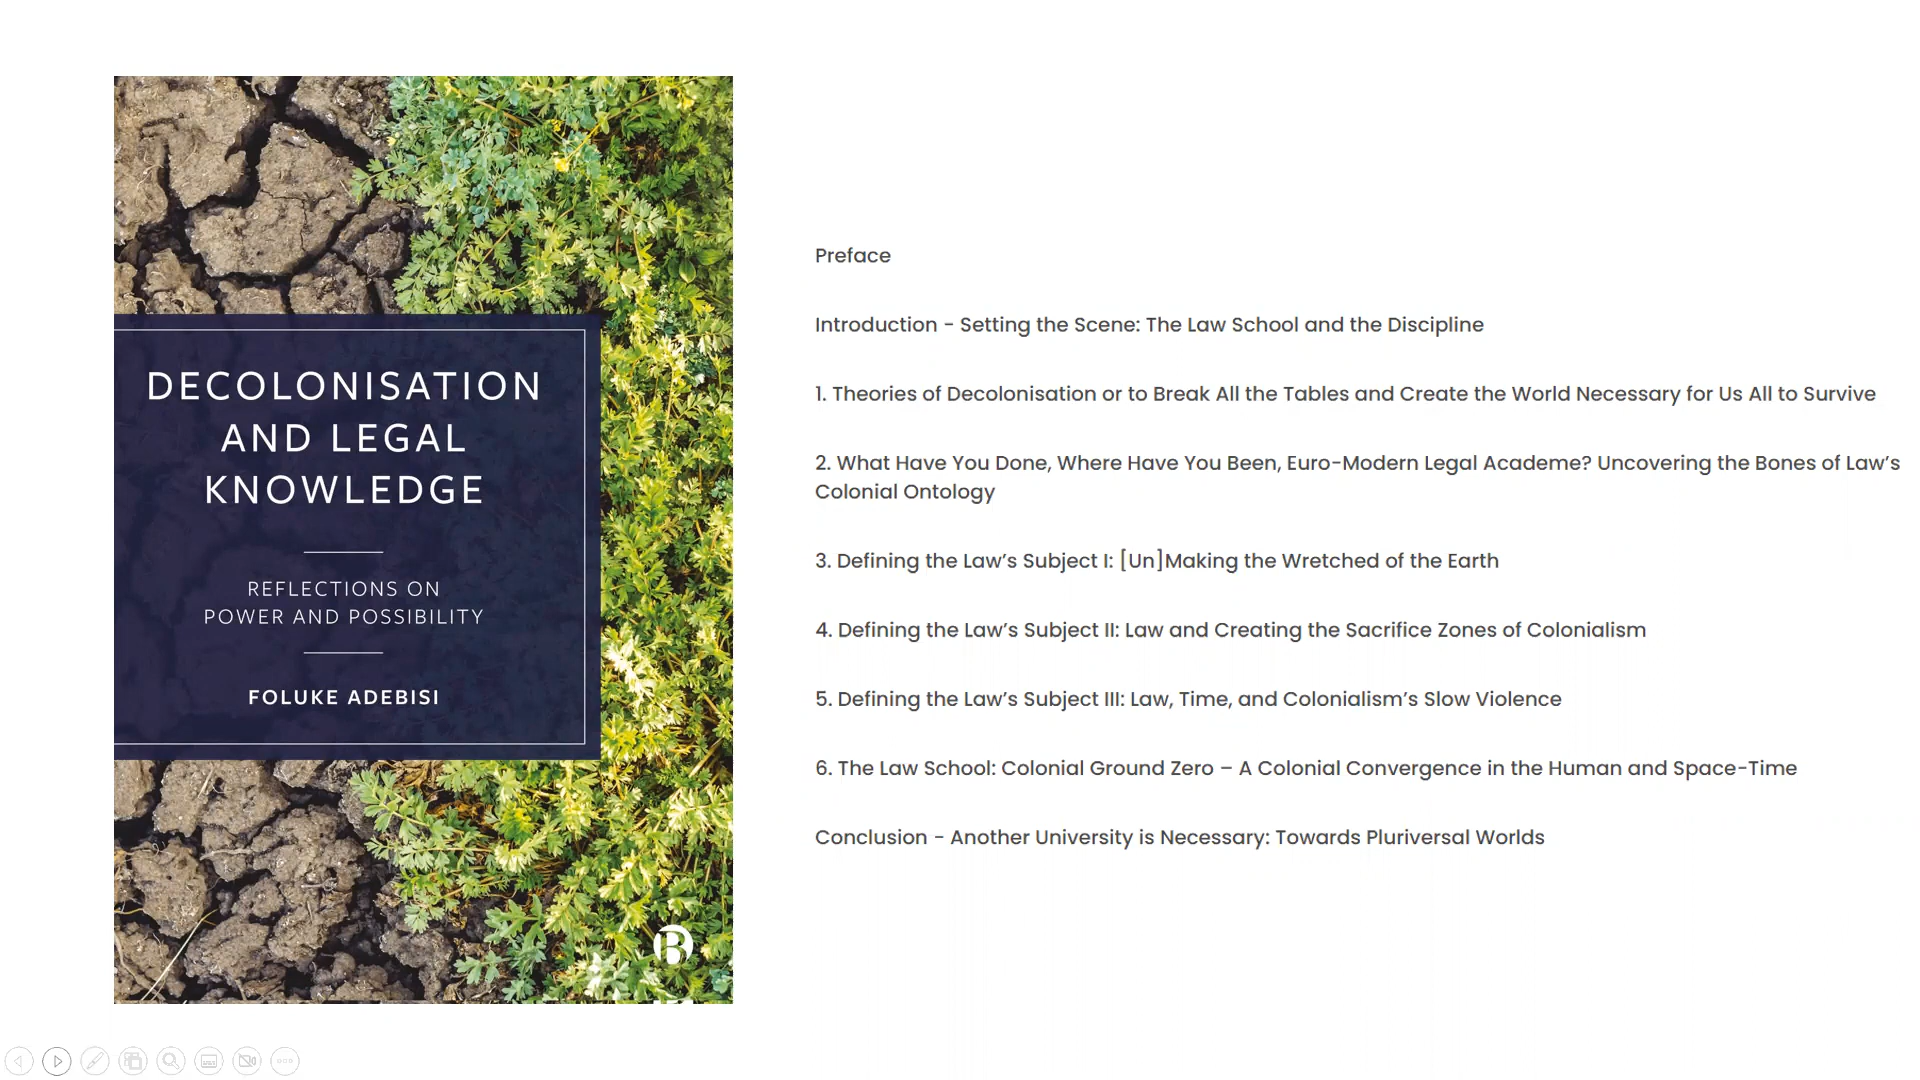 DECOLONISATION
AND LEGAL
KNOWLEDGE
REFLECTIONS ON
POWER AND POSSIBILITY
FOLUKE ADEBISI
B
Preface
Introduction - Setting the Scene: The Law School and the Discipline
1. Theories of Decolonisation or to Break All the Tables and Create the World Necessary for Us All to Survive
2. What Have You Done, Where Have You Been, Euro-Modern Legal Academe? Uncovering the Bones of Law’s
Colonial Ontology
3. Defining the Law’s Subject I: [Un]Making the Wretched of the Earth
4. Defining the Law’s Subject II: Law and Creating the Sacrifice Zones of Colonialism
5. Defining the Law’s Subject III: Law, Time, and Colonialism’s Slow Violence
6. The Law School: Colonial Ground Zero – A Colonial Convergence in the Human and Space-Time
Conclusion - Another University is Necessary: Towards Pluriversal Worlds